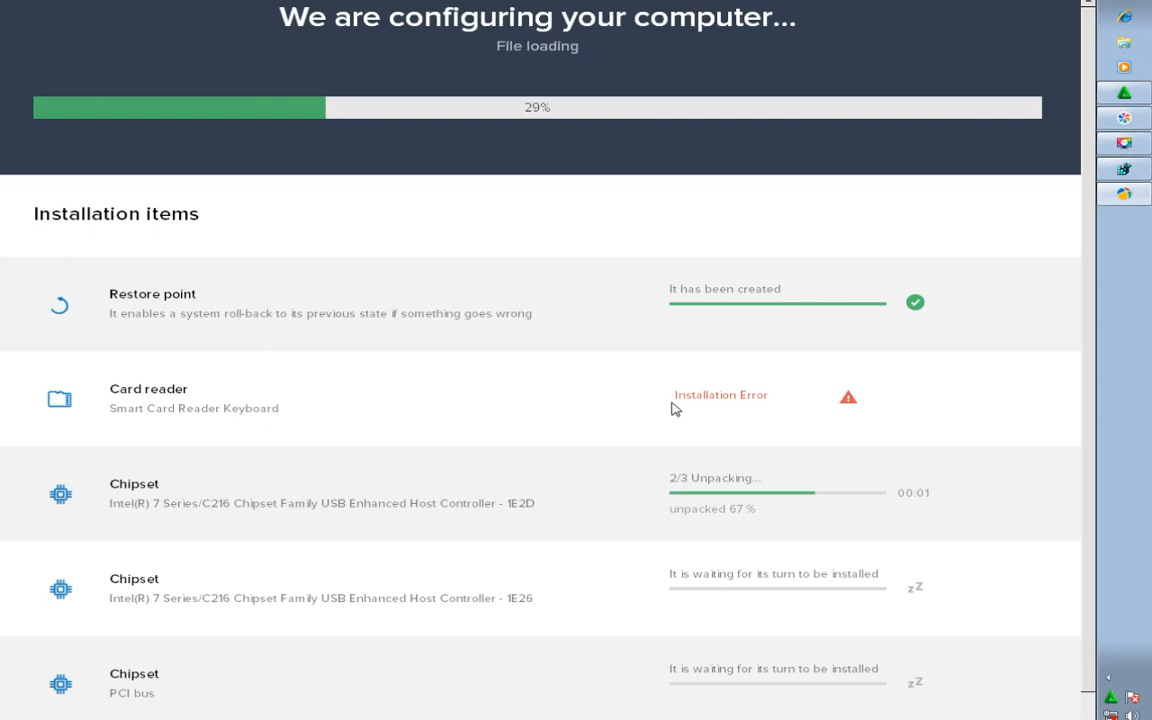 We are configuring your computer...
File loading
29%
Installation items
Restore point
It enables a system roll-back to its previous state if something goes wrong
It has been created
Card reader
Smart Card Reader Keyboard
Installation Error
Chipset
Intel(R) 7 Series/C216 Chipset Family USB Enhanced Host Controller - 1E2D
2/3 Unpacking...
00:01
unpacked 67 %
Chipset
Intel(R) 7 Series/C216 Chipset Family USB Enhanced Host Controller - 1E26
It is waiting for its turn to be installed
zZ
Chipset
PCI bus
It is waiting for its turn to be installed
zZ